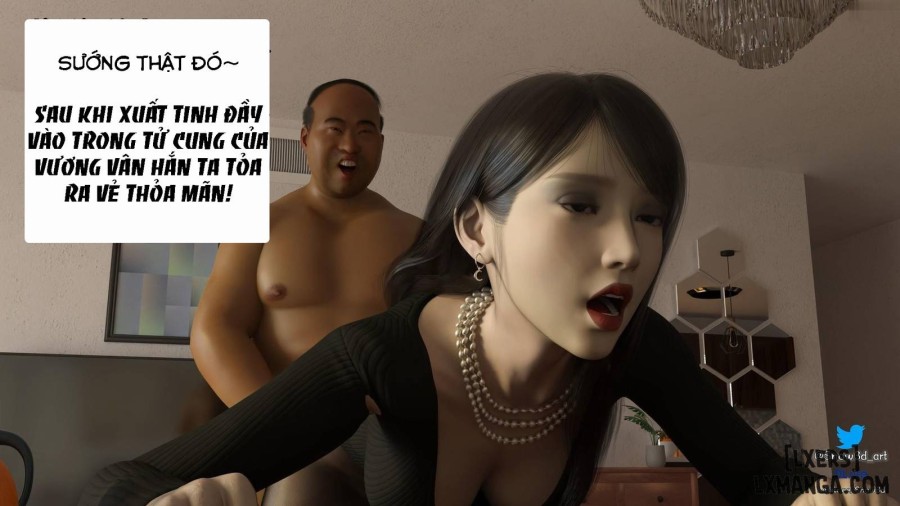 SƯỚNG THẬT ĐÓ~
SAU KHI XUẤT TINH ĐẦY
VÀO TRONG TỬ CUNG CỦA
VƯƠNG VÂN HẮN TA TỎA
RA VẺ THỎA MÃN!
[LXERS]
LXMANGA.COM